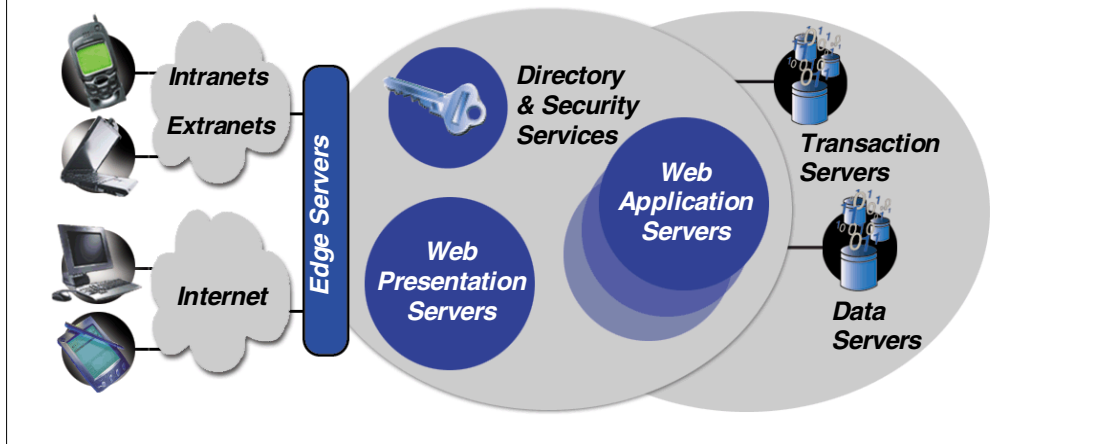 Intranets
Extranets
Internet
Edge Servers
Directory
& Security
Services
Web
Presentation
Servers
Web
Application
Servers
Transaction
Servers
Data
Servers